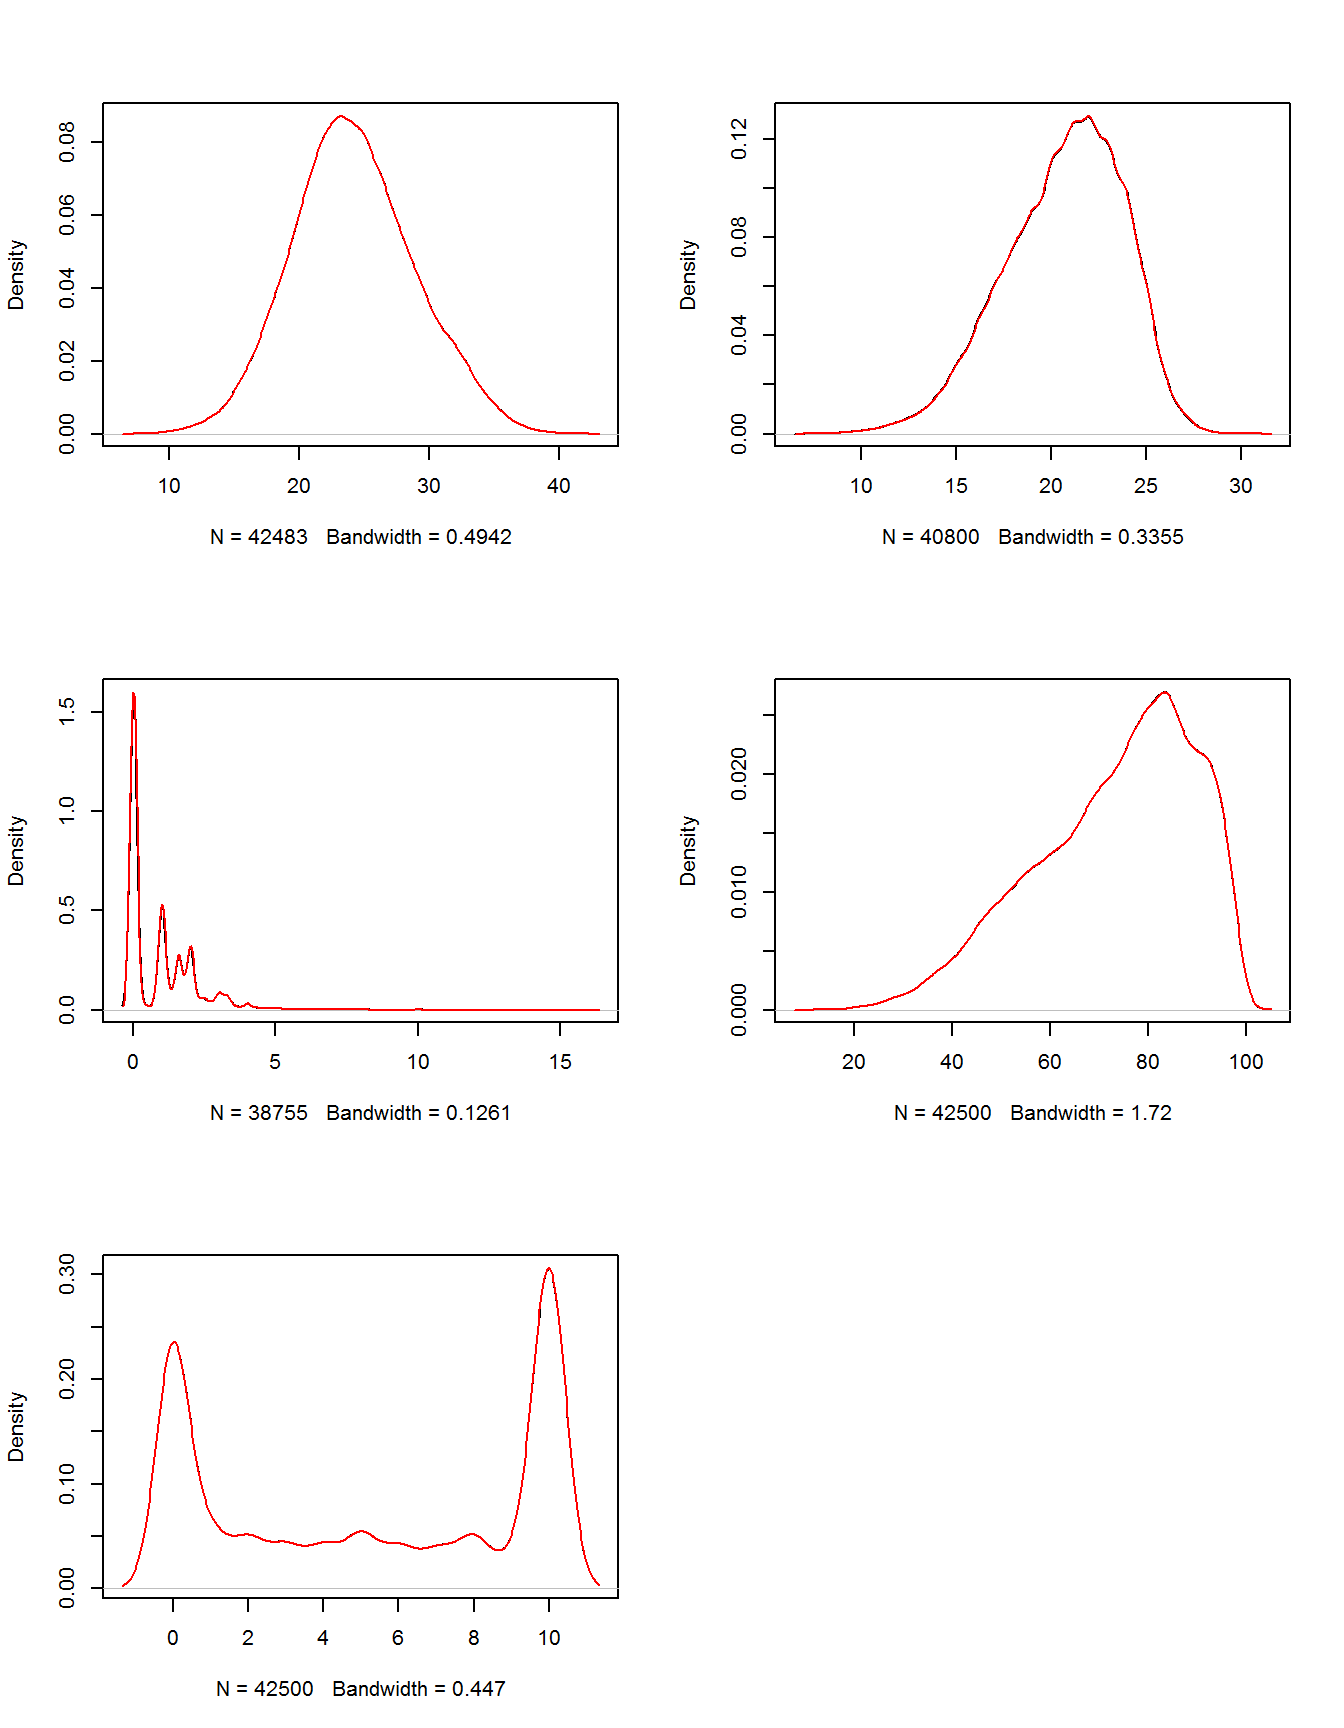 Density
0.00 0.02 0.04 0.06 0.08
10 20 30 40
N = 42483 Bandwidth = 0.4942
Density
0.00 0.04 0.08 0.12
10 15 20 25 30
N = 40800 Bandwidth = 0.3355
Density
0.0 0.5 1.0 1.5
0 5 10 15
N = 38755 Bandwidth = 0.1261
Density
0.000 0.010 0.020
20 40 60 80 100
N = 42500 Bandwidth = 1.72
Density
0.00 0.10 0.20 0.30
0 2 4 6 8 10
N = 42500 Bandwidth = 0.447